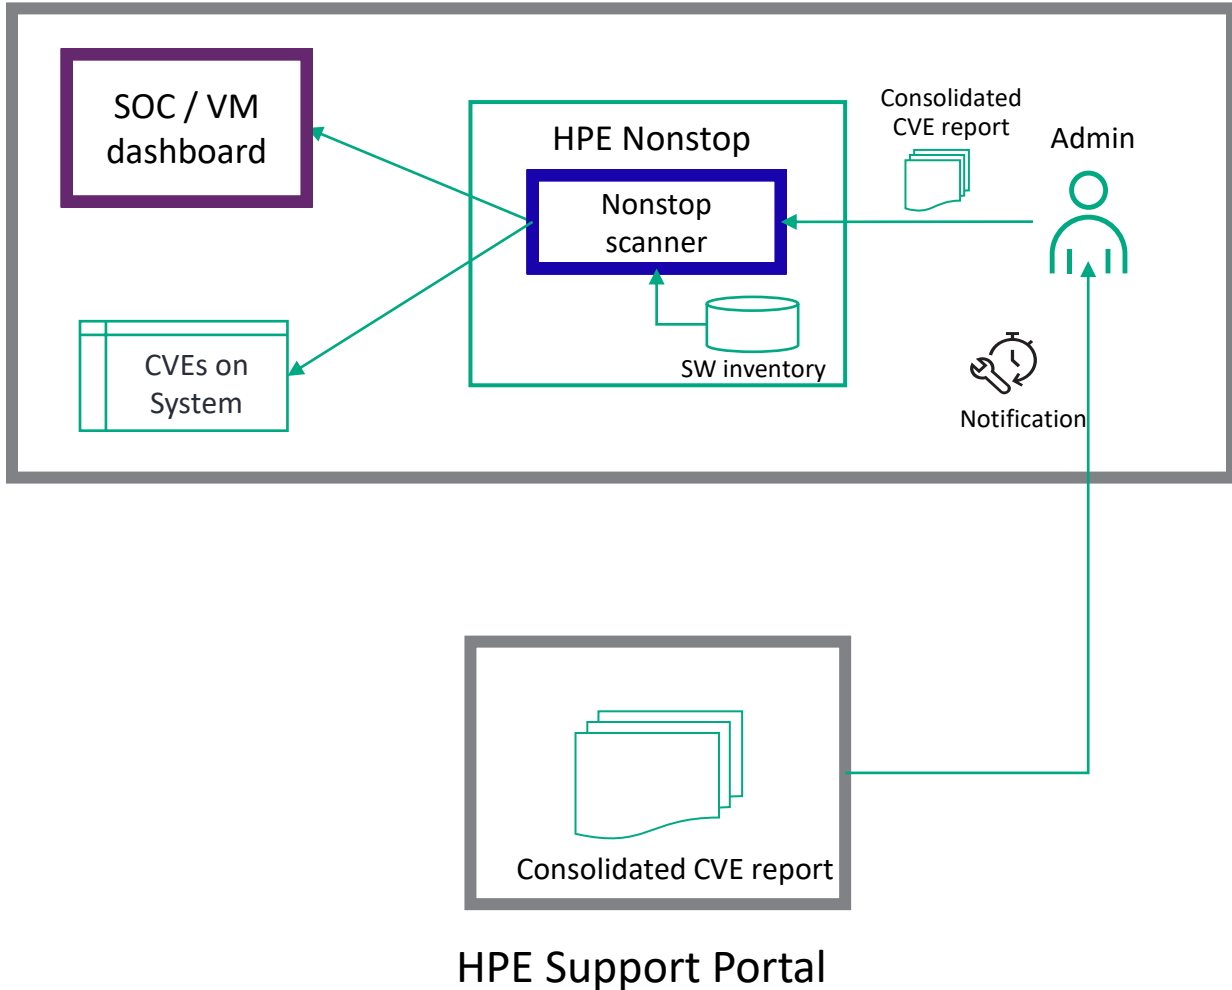 SOC / VM
dashboard
HPE Nonstop
Nonstop
scanner
SW inventory
Consolidated
CVE report
Admin
CVEs on
System
Notification
Consolidated CVE report
HPE Support Portal